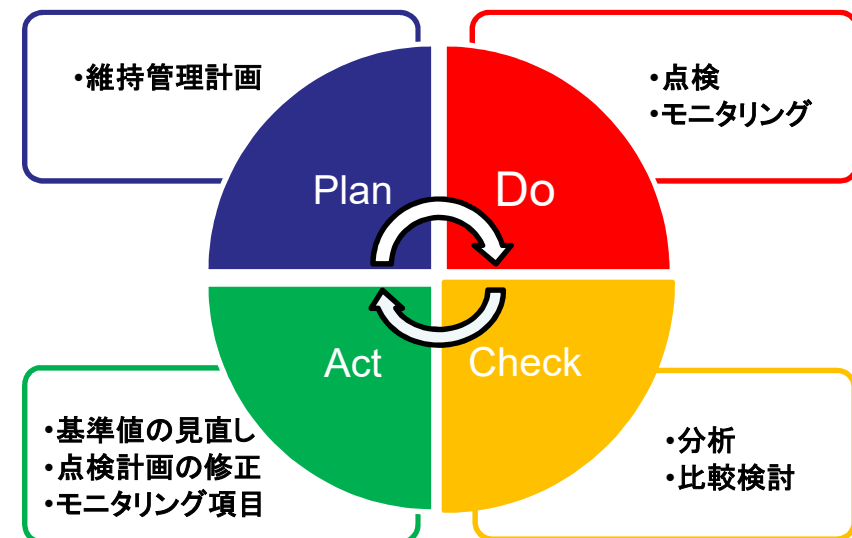 ・維持管理計画
・点検
・モニタリング
Plan
Do
Act
Check
・基準値の見直し
・点検計画の修正
・モニタリング項目
・分析
・比較検討